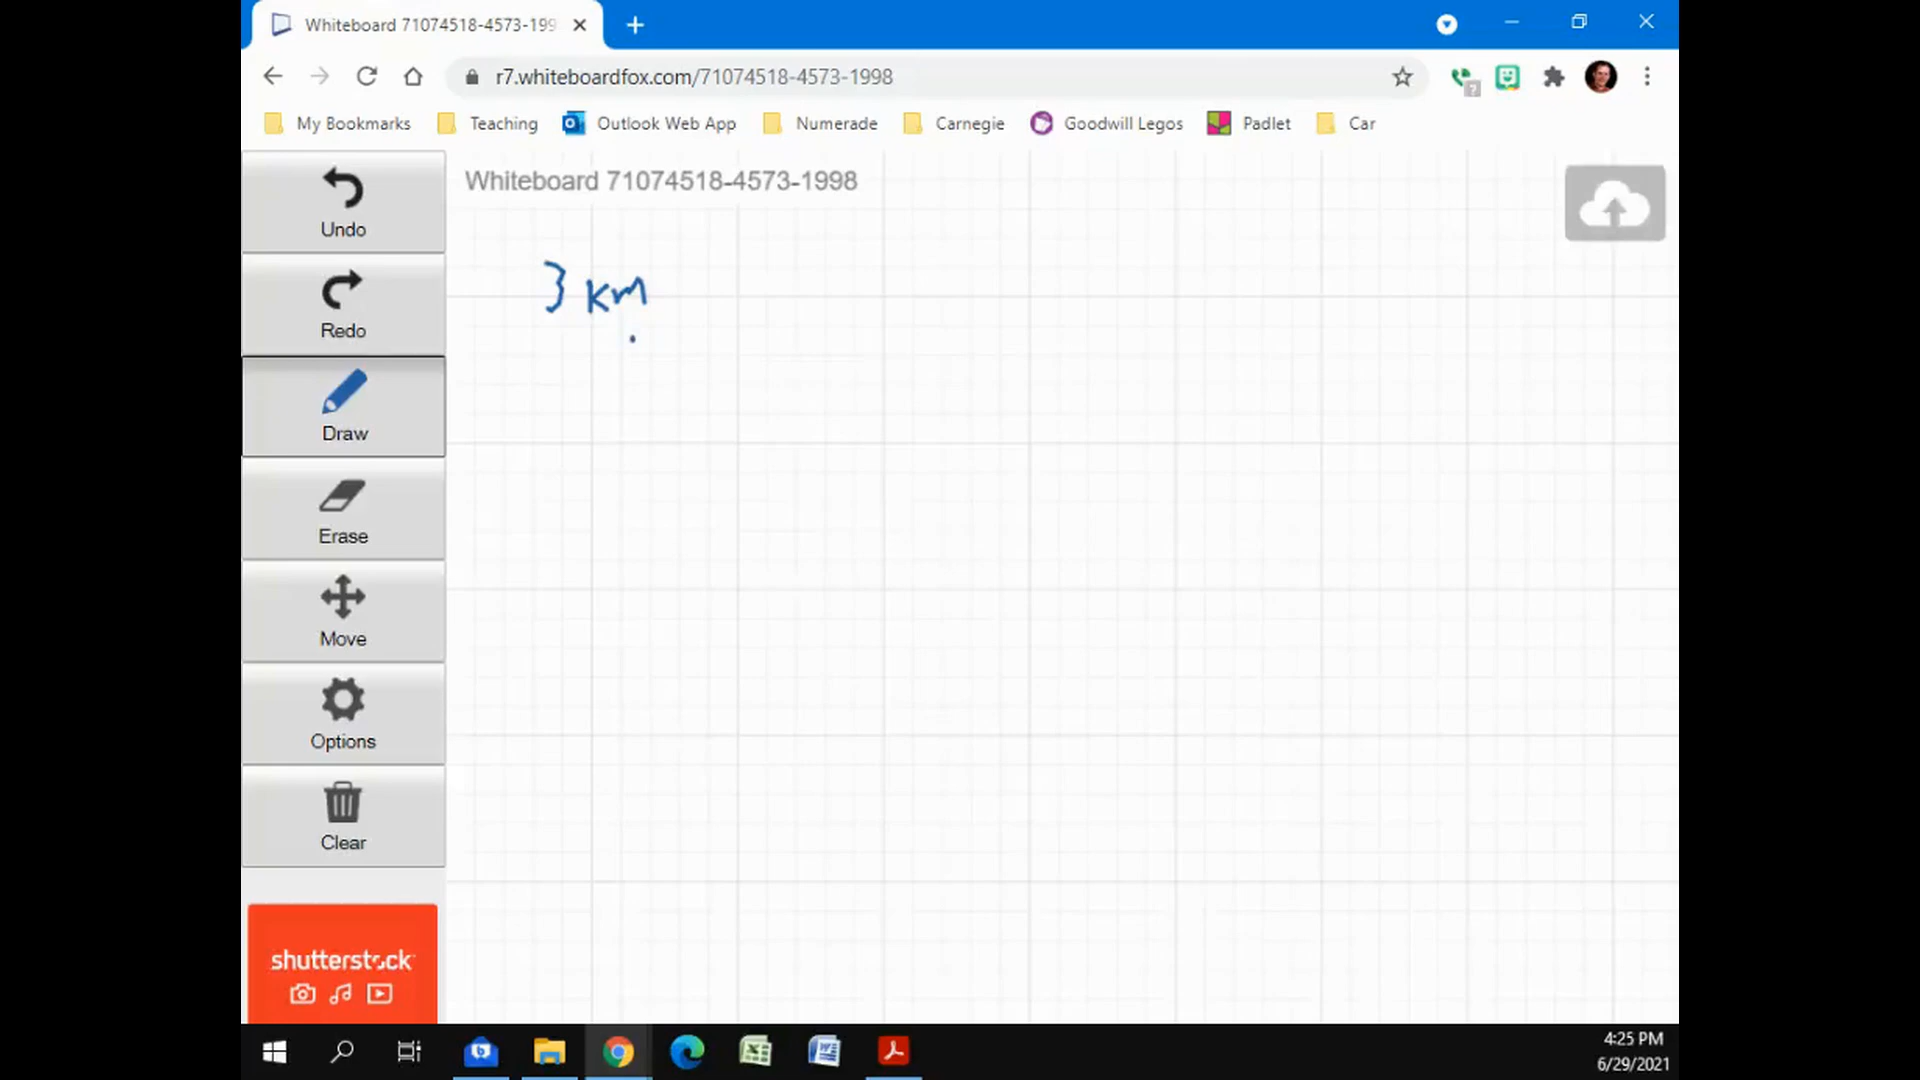 Whiteboard 71074518-4573-199
r7.whiteboardfox.com/71074518-4573-1998
My Bookmarks Teaching Outlook Web App Numerade Carnegie Goodwill Legos Padlet Car
Whiteboard 71074518-4573-1998
Undo
3 km
Redo
Draw
Erase
Move
Options
Clear
shutterstock
4:25 PM
6/29/2021